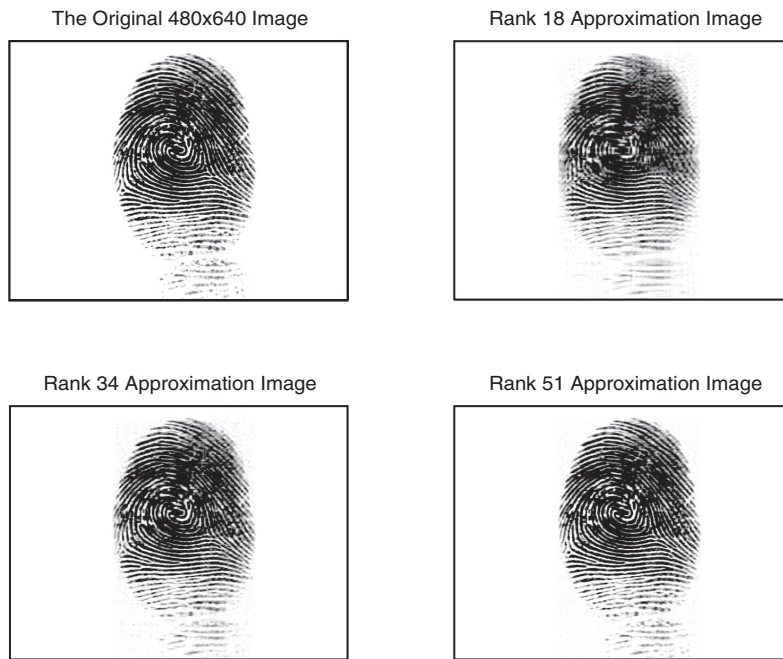 The Original 480x640 Image
Rank 18 Approximation Image
Rank 34 Approximation Image
Rank 51 Approximation Image